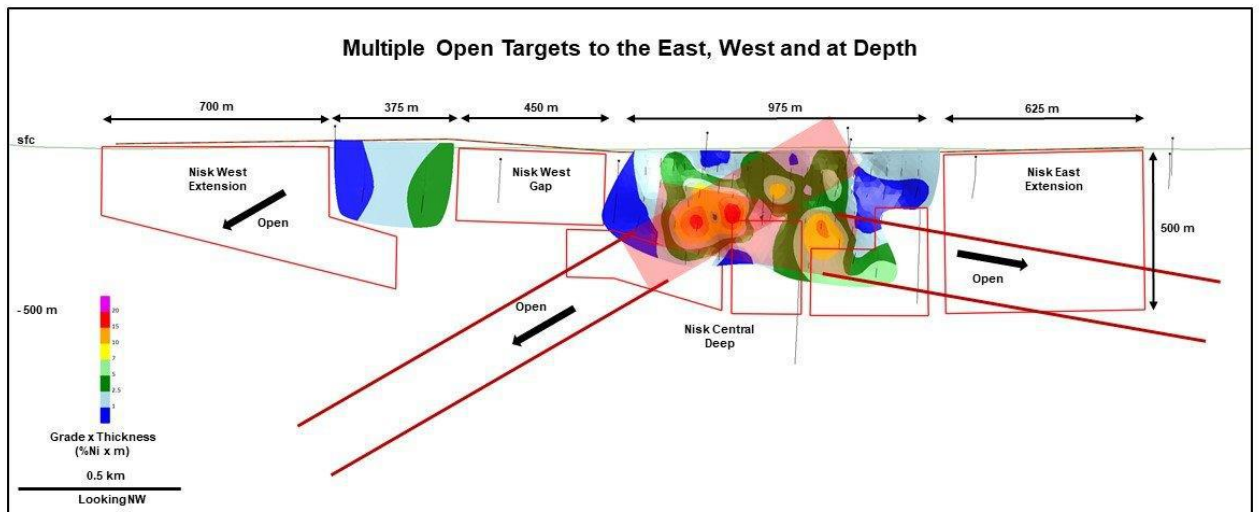 Multiple Open Targets to the East, West and at Depth
700 m
375 m
450 m
975 m
625 m
sfc
Nisk West
Extension
Open
Nisk West
Gap
Nisk East
Extension
Open
500 m
- 500 m
Open
Nisk Central
Deep
20
15
10
7
5
2.5
1
Grade x Thickness
(%Ni x m)
0.5 km
Looking NW